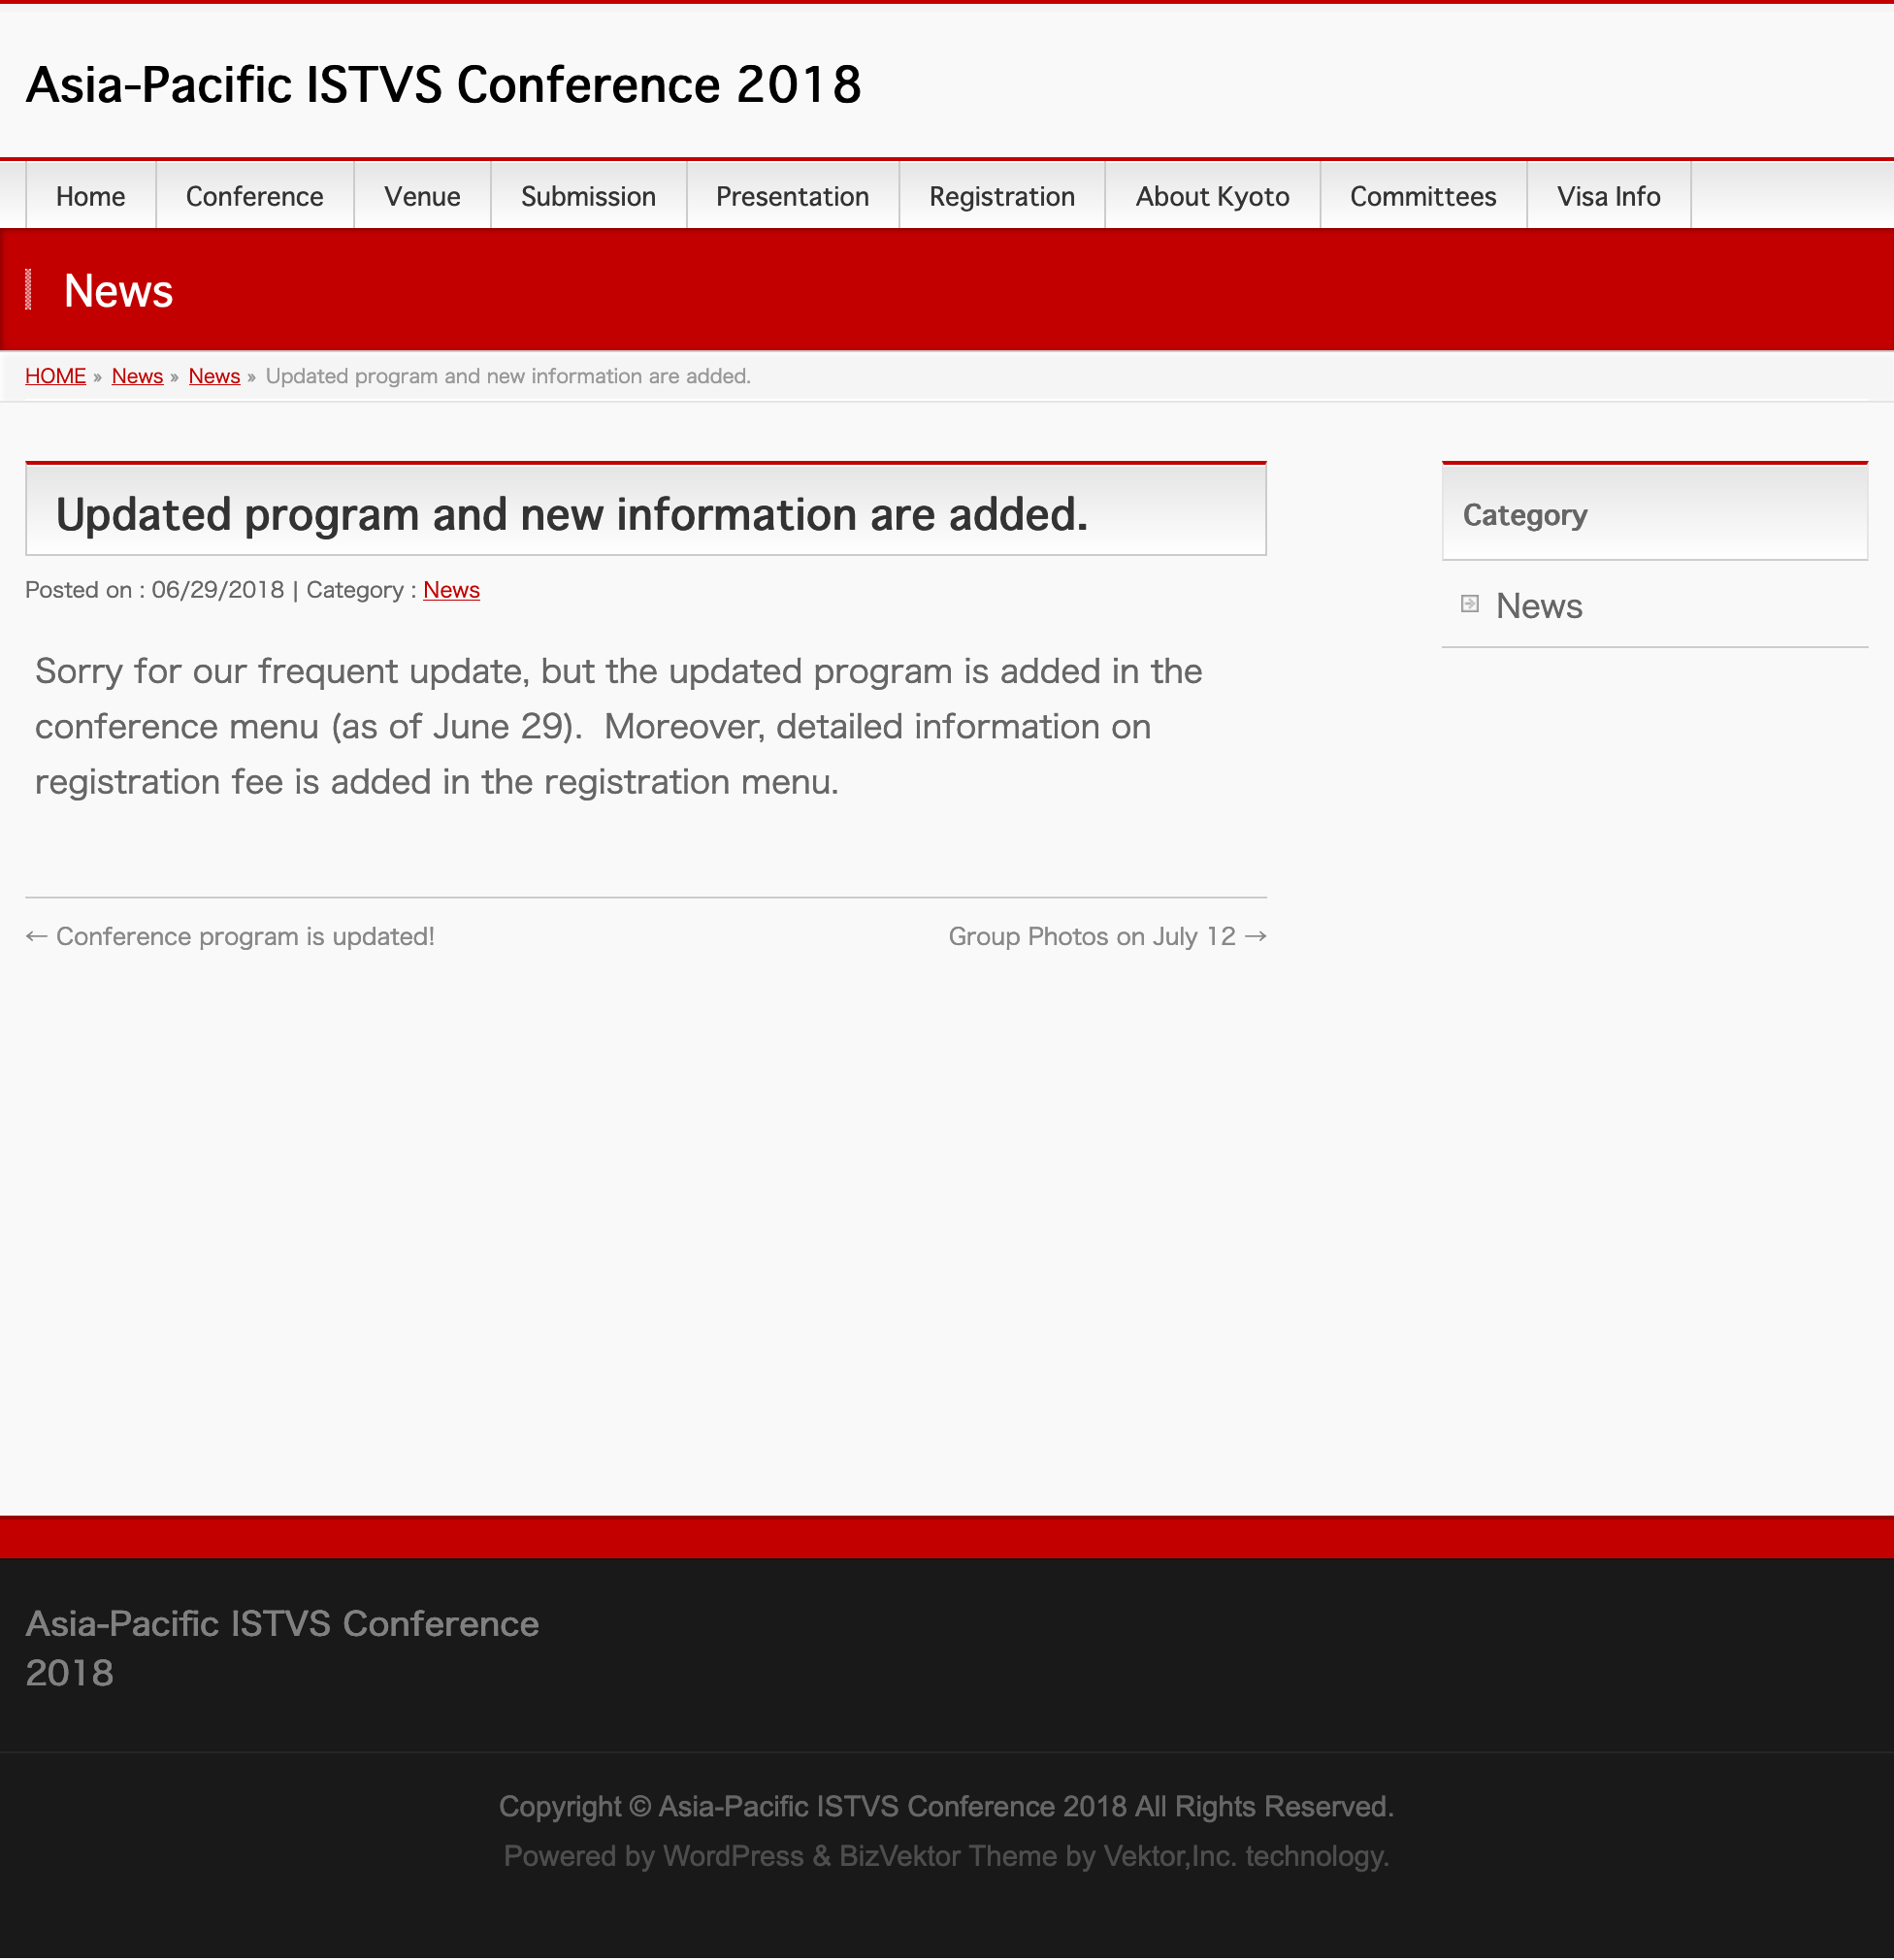 Asia-Pacific ISTVS Conference 2018
Home Conference Venue Submission Presentation Registration About Kyoto Committees Visa Info
News
HOME » News » News » Updated program and new information are added.
Updated program and new information are added.
Posted on : 06/29/2018 | Category : News
Sorry for our frequent update, but the updated program is added in the
conference menu (as of June 29).  Moreover, detailed information on
registration fee is added in the registration menu.
← Conference program is updated!
Group Photos on July 12 →
Category
News
Asia-Pacific ISTVS Conference
2018
Copyright © Asia-Pacific ISTVS Conference 2018 All Rights Reserved.
Powered by WordPress & BizVektor Theme by Vektor,Inc. technology.